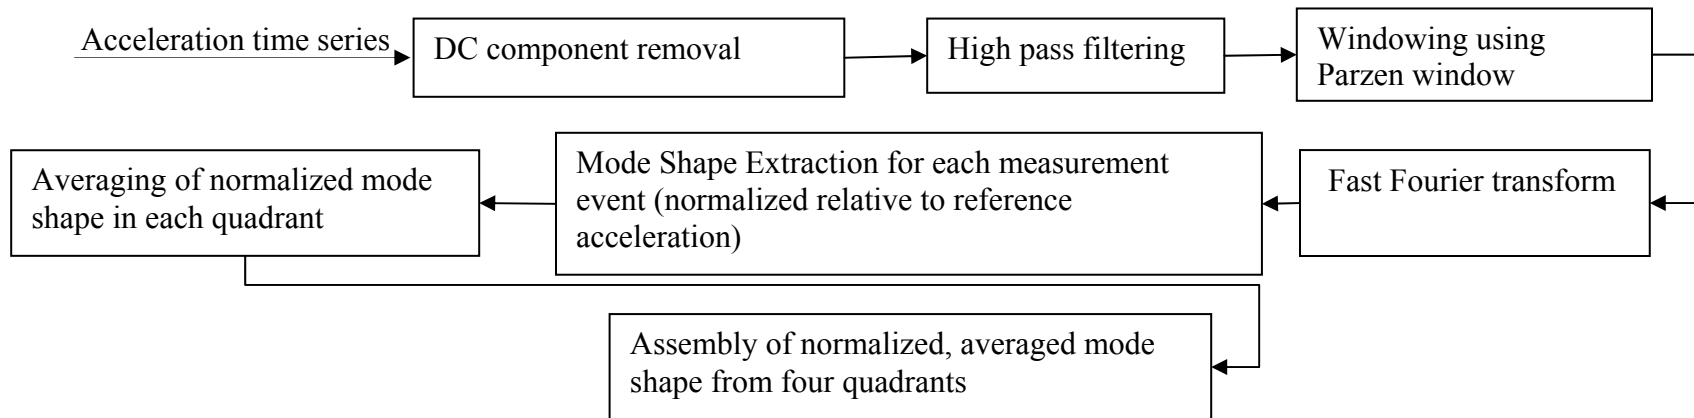 Acceleration time series
DC component removal
High pass filtering
Windowing using
Parzen window
Fast Fourier transform
Mode Shape Extraction for each measurement
event (normalized relative to reference
acceleration)
Averaging of normalized mode
shape in each quadrant
Assembly of normalized, averaged mode
shape from four quadrants